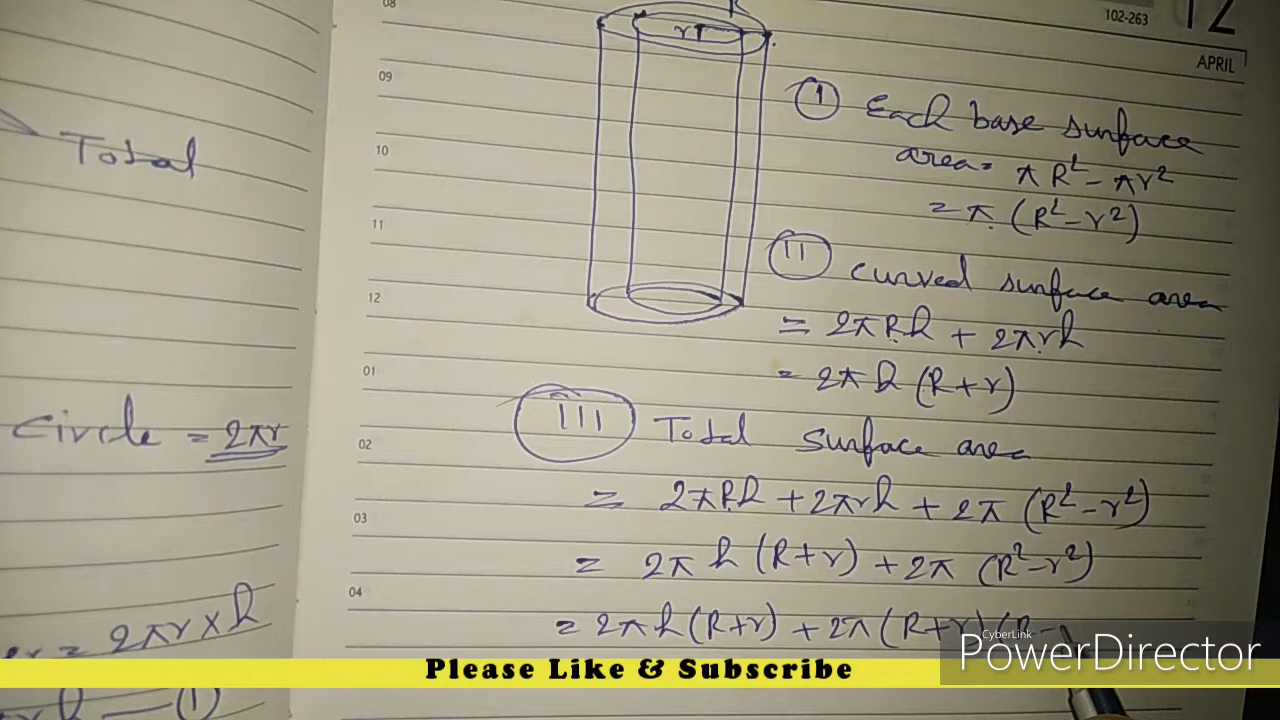 Total
Circle = 2πr
= 2πr×h
08
09
10
11
12
01
02
03
04
102-263
12
APRIL
R
r
I Each base surface
area = πR² - πr²
= π (R² - r²)
II curved surface area
= 2πRh + 2πrh
= 2πh (R+r)
III Total surface area
= 2πRh + 2πrh + 2π (R² - r²)
= 2πh (R+r) + 2π (R² - r²)
= 2πh (R+r) + 2π (R+r) (R-
CyberLink
PowerDirector
Please Like & Subscribe